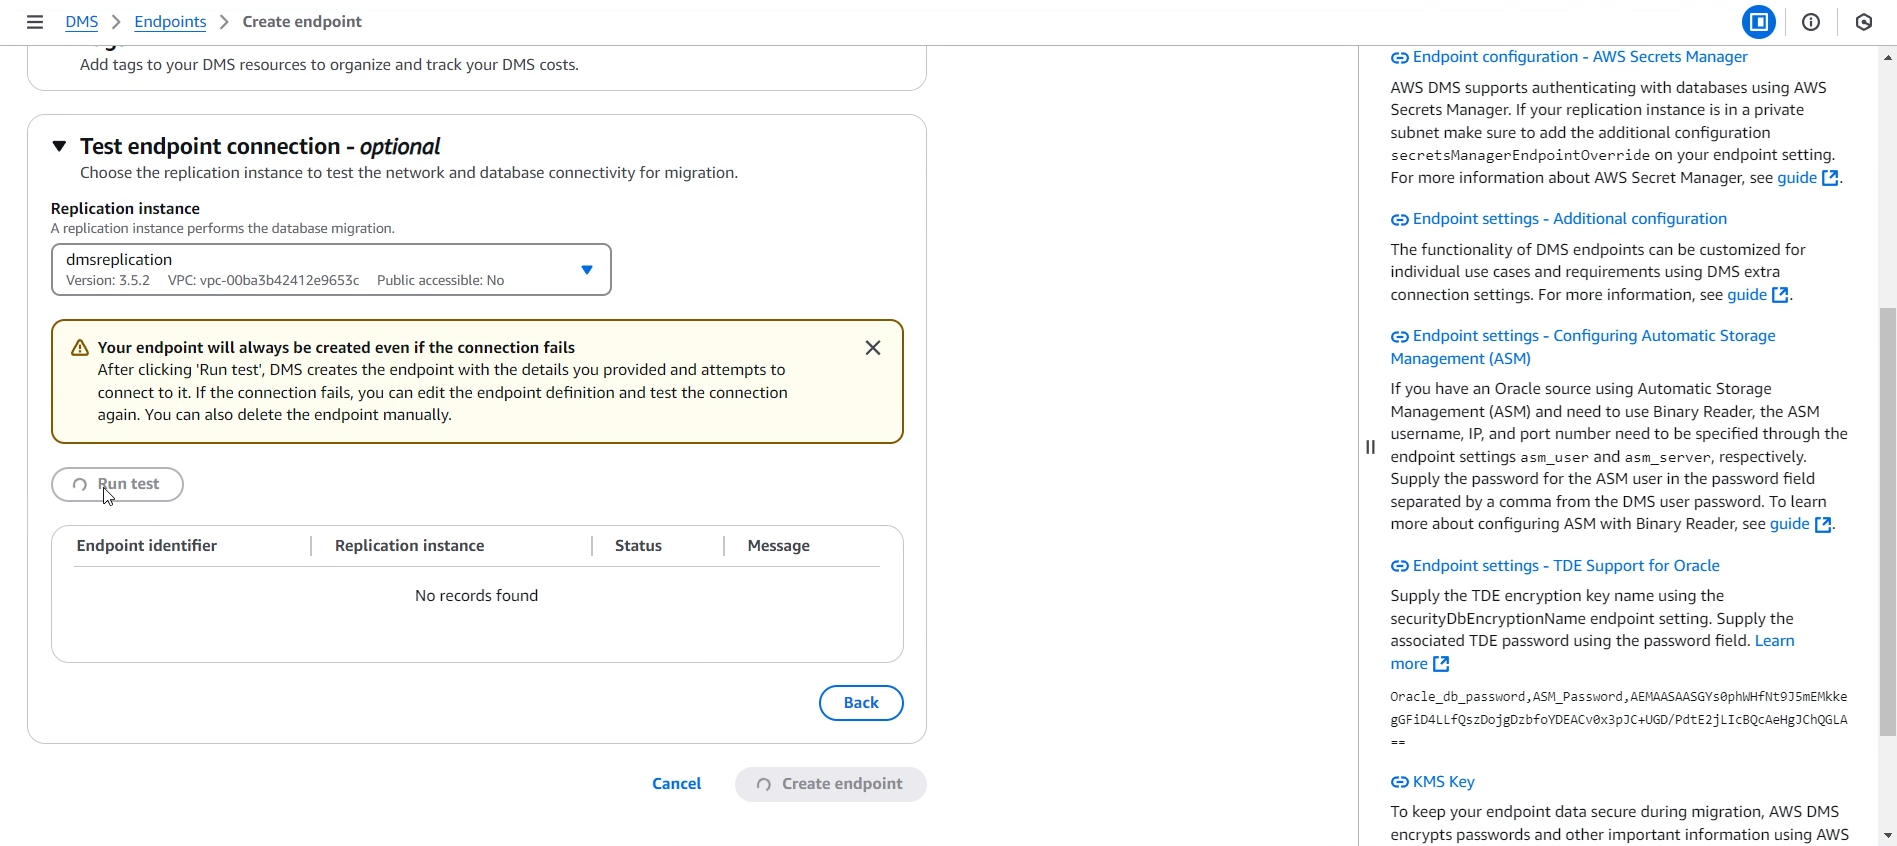 DMS > Endpoints > Create endpoint
Add tags to your DMS resources to organize and track your DMS costs.
Test endpoint connection - optional
Choose the replication instance to test the network and database connectivity for migration.
Replication instance
A replication instance performs the database migration.
dmsreplication
Version: 3.5.2 VPC: vpc-00ba3b42412e9653c Public accessible: No
Your endpoint will always be created even if the connection fails
After clicking 'Run test', DMS creates the endpoint with the details you provided and attempts to
connect to it. If the connection fails, you can edit the endpoint definition and test the connection
again. You can also delete the endpoint manually.
Run test
Endpoint identifier Replication instance Status Message
No records found
Back
Cancel Create endpoint
Endpoint configuration - AWS Secrets Manager
AWS DMS supports authenticating with databases using AWS
Secrets Manager. If your replication instance is in a private
subnet make sure to add the additional configuration
secretsManagerEndpointOverride on your endpoint setting.
For more information about AWS Secret Manager, see guide.
Endpoint settings - Additional configuration
The functionality of DMS endpoints can be customized for
individual use cases and requirements using DMS extra
connection settings. For more information, see guide.
Endpoint settings - Configuring Automatic Storage
Management (ASM)
If you have an Oracle source using Automatic Storage
Management (ASM) and need to use Binary Reader, the ASM
username, IP, and port number need to be specified through the
endpoint settings asm_user and asm_server, respectively.
Supply the password for the ASM user in the password field
separated by a comma from the DMS user password. To learn
more about configuring ASM with Binary Reader, see guide.
Endpoint settings - TDE Support for Oracle
Supply the TDE encryption key name using the
securityDbEncryptionName endpoint setting. Supply the
associated TDE password using the password field. Learn
more
Oracle_db_password,ASM_Password,AEMAASAASGYs0phWHfNt9J5mEMkke
gGFiD4LLfQszDojgDzbfoYDEACv0x3pJC+UGD/PdtE2jLIcBQcAeHgJChQGLA
==
KMS Key
To keep your endpoint data secure during migration, AWS DMS
encrypts passwords and other important information using AWS